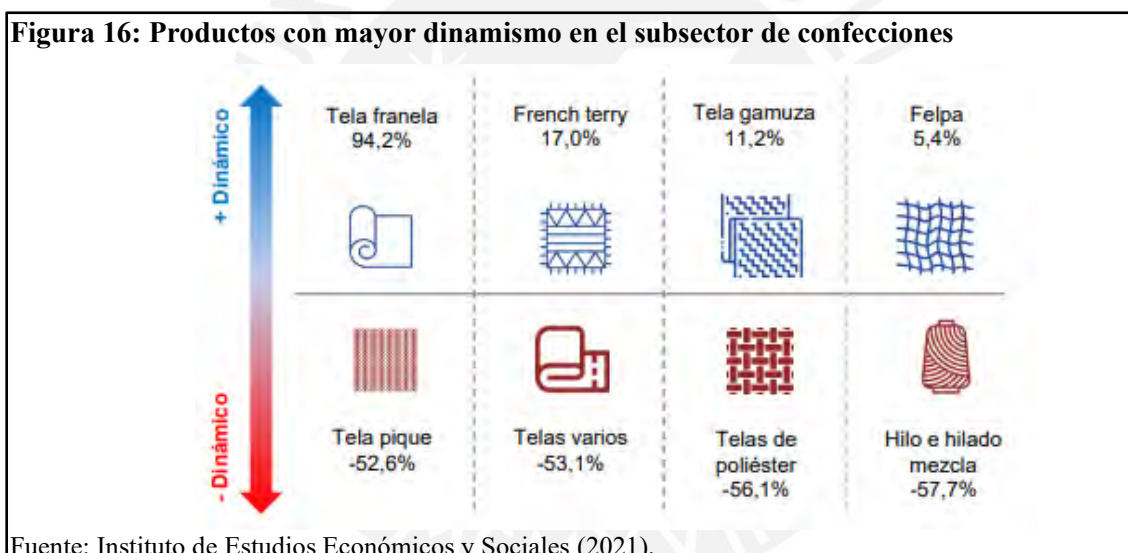 Figura 16: Productos con mayor dinamismo en el subsector de confecciones
+ Dinámico
Tela franela
94,2%
French terry
17,0%
Tela gamuza
11,2%
Felpa
5,4%
- Dinámico
Tela pique
-52,6%
Telas varios
-53,1%
Telas de
poliéster
-56,1%
Hilo e hilado
mezcla
-57,7%
Fuente: Instituto de Estudios Económicos y Sociales (2021).